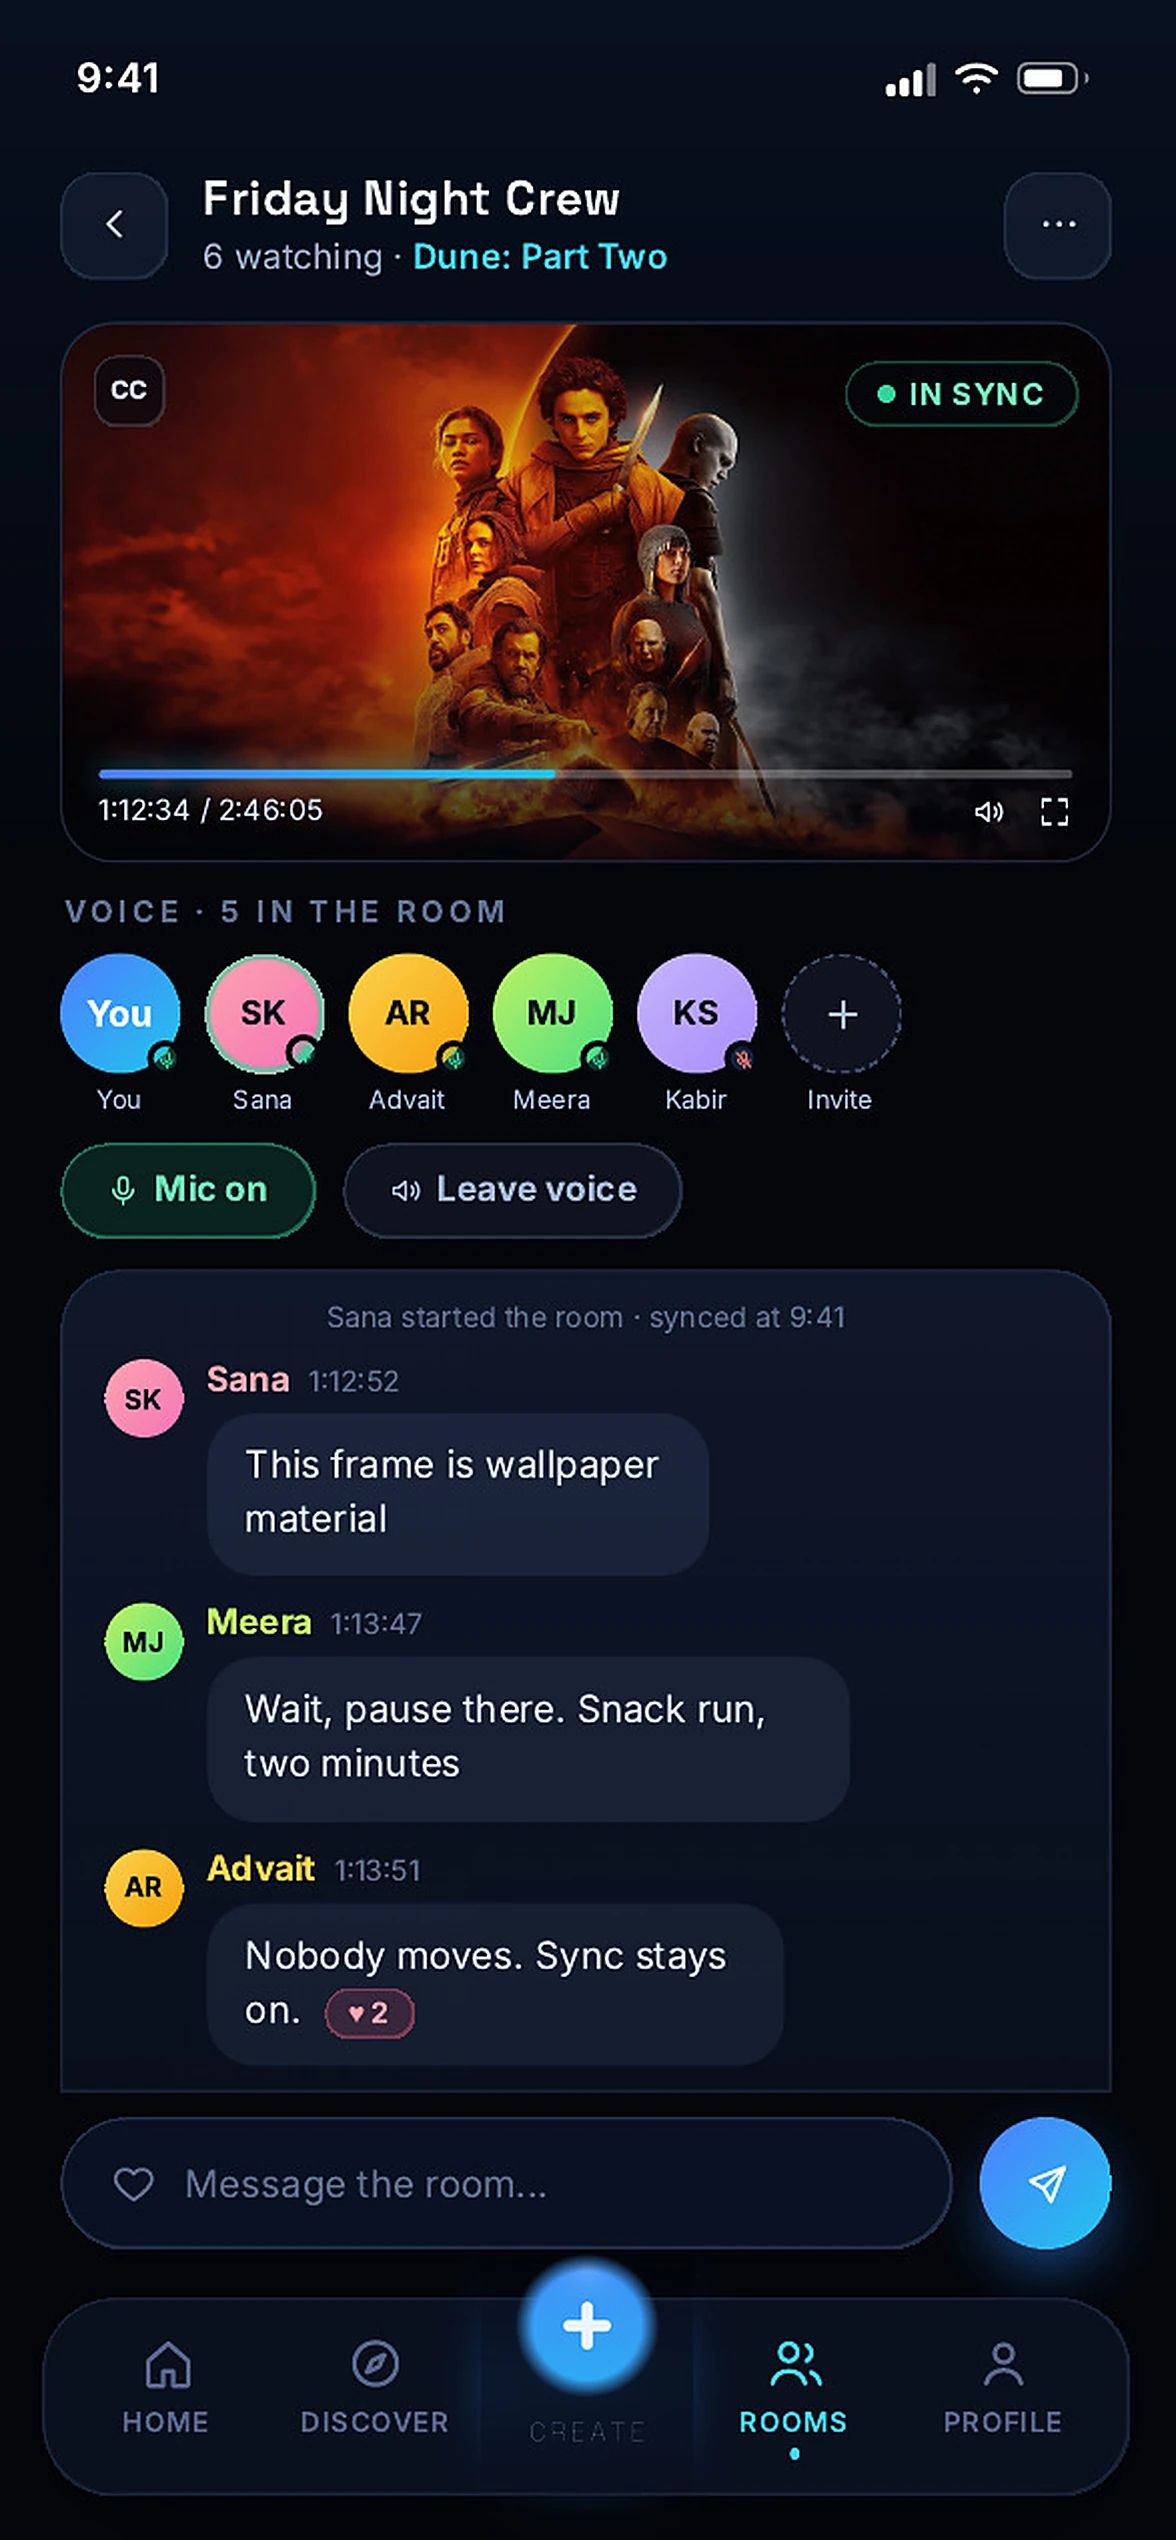 9:41
Friday Night Crew
6 watching · Dune: Part Two
CC
IN SYNC
1:12:34 / 2:46:05
VOICE · 5 IN THE ROOM
You
SK
AR
MJ
KS
You
Sana
Advait
Meera
Kabir
Invite
Mic on
Leave voice
Sana started the room · synced at 9:41
SK
Sana 1:12:52
This frame is wallpaper
material
MJ
Meera 1:13:47
Wait, pause there. Snack run,
two minutes
AR
Advait 1:13:51
Nobody moves. Sync stays
on. ♥ 2
Message the room...
HOME
DISCOVER
CREATE
ROOMS
PROFILE